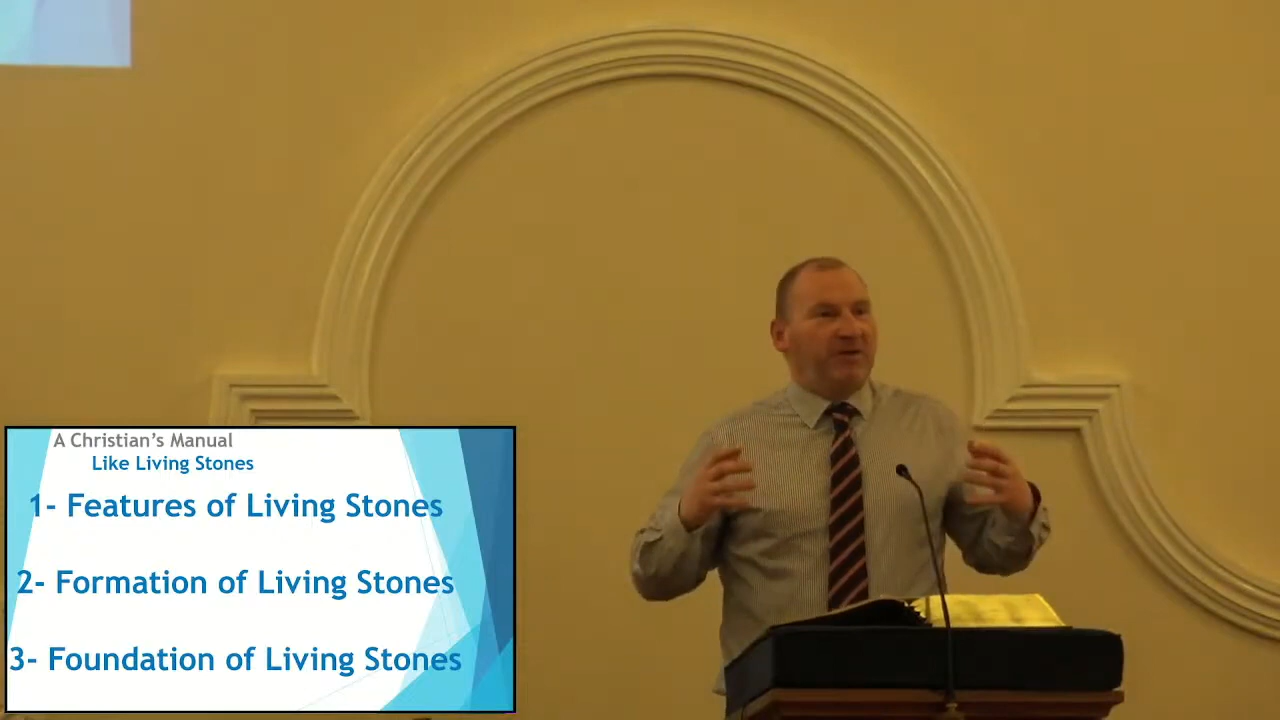 A Christian’s Manual
Like Living Stones
1- Features of Living Stones
2- Formation of Living Stones
3- Foundation of Living Stones